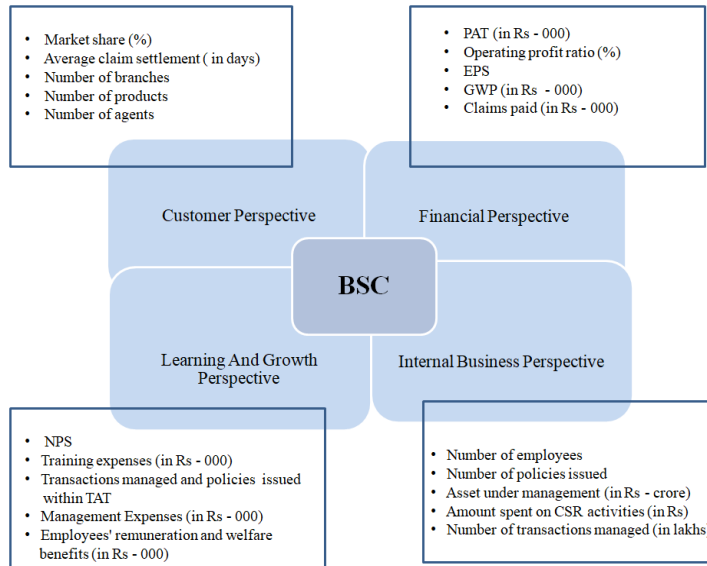 • Market share (%)
• Average claim settlement ( in days)
• Number of branches
• Number of products
• Number of agents
• PAT (in Rs - 000)
• Operating profit ratio (%)
• EPS
• GWP (in Rs - 000)
• Claims paid (in Rs - 000)
Customer Perspective
Financial Perspective
BSC
Learning And Growth
Perspective
Internal Business Perspective
• NPS
• Training expenses (in Rs - 000)
• Transactions managed and policies issued
within TAT
• Management Expenses (in Rs - 000)
• Employees' remuneration and welfare
benefits (in Rs - 000)
• Number of employees
• Number of policies issued
• Asset under management (in Rs - crore)
• Amount spent on CSR activities (in Rs)
• Number of transactions managed (in lakhs)